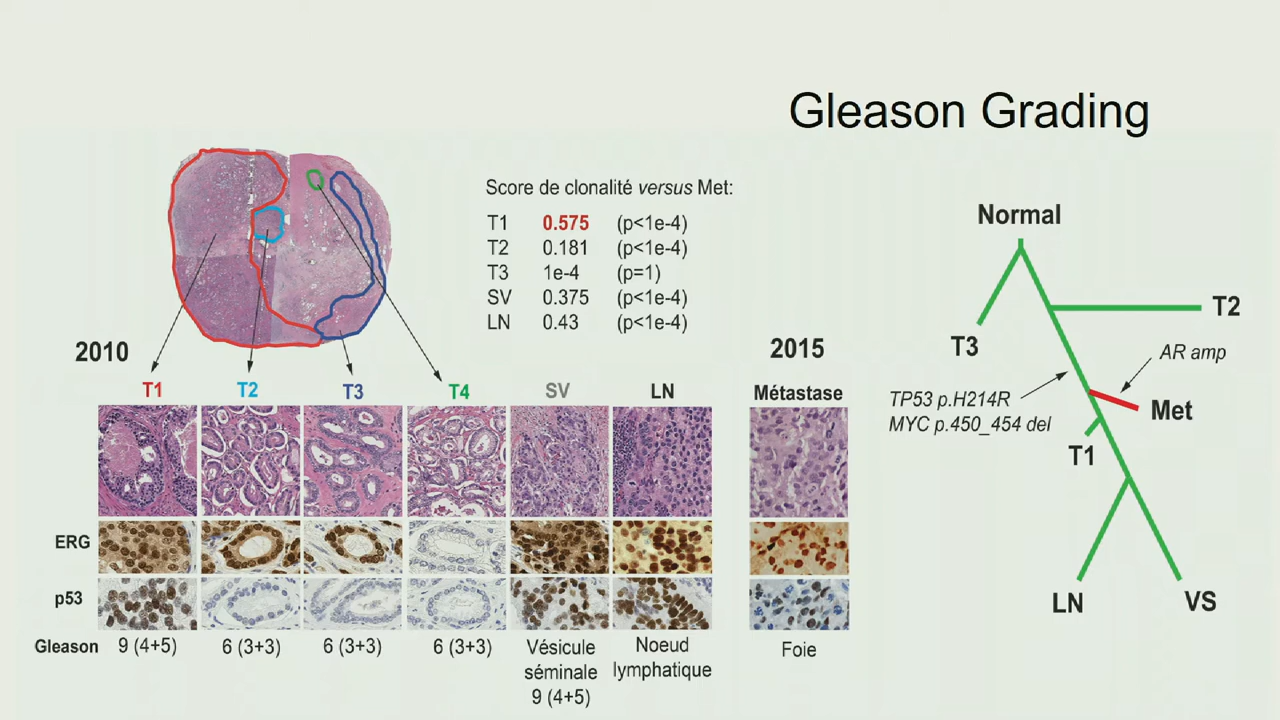 Gleason Grading
Score de clonalité versus Met:
T1 0.575 (p<1e-4)
T2 0.181 (p<1e-4)
T3 1e-4 (p=1)
SV 0.375 (p<1e-4)
LN 0.43 (p<1e-4)
2010
T1 T2 T3 T4 SV LN
2015
Métastase
ERG
p53
Gleason 9 (4+5) 6 (3+3) 6 (3+3) 6 (3+3)
Vésicule
séminale
9 (4+5)
Noeud
lymphatique
Foie
Normal
T3
T2
AR amp
TP53 p.H214R
MYC p.450_454 del
Met
T1
LN
VS